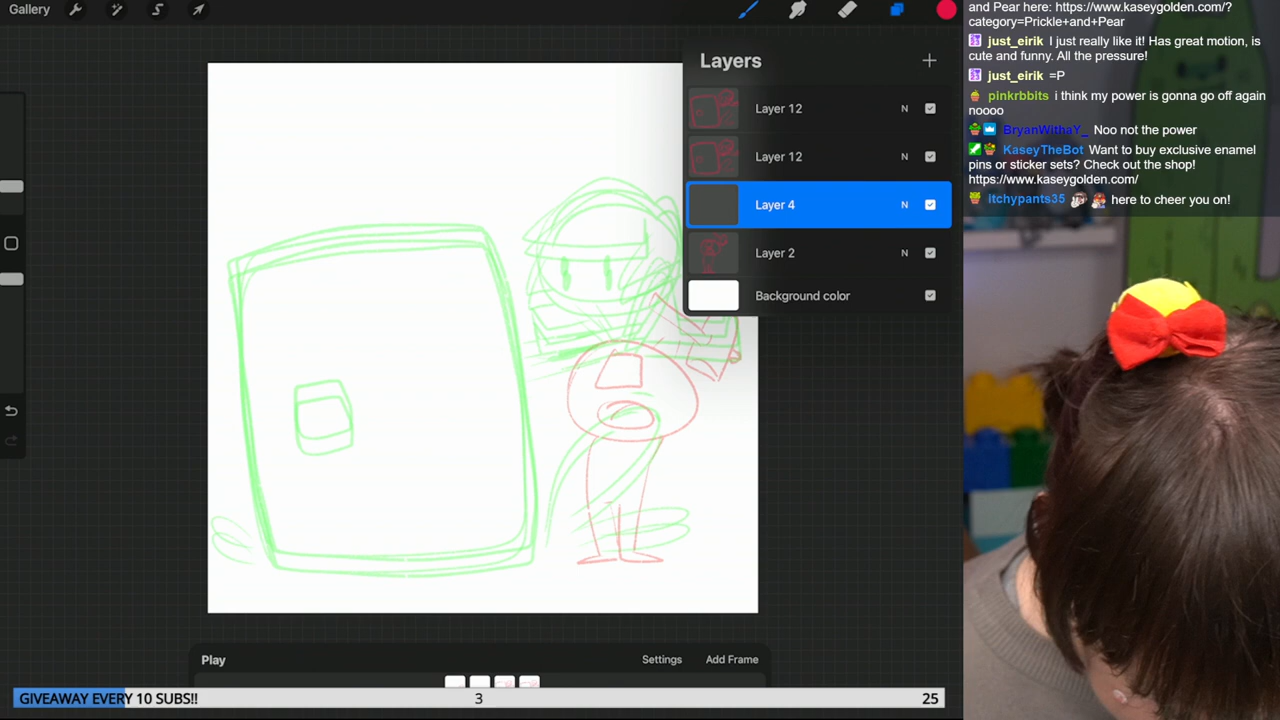 Gallery
Layers
Layer 12 N
Layer 12 N
Layer 4 N
Layer 2 N
Background color
Play Settings Add Frame
GIVEAWAY EVERY 10 SUBS!! 3 25
and Pear here: https://www.kaseygolden.com/?
category=Prickle+and+Pear
just_eirik I just really like it! Has great motion, is
cute and funny. All the pressure!
just_eirik =P
pinkrbbits i think my power is gonna go off again
noooo
BryanWithaY_ Noo not the power
KaseyTheBot Want to buy exclusive enamel
pins or sticker sets? Check out the shop!
https://www.kaseygolden.com/
Itchypants35 here to cheer you on!